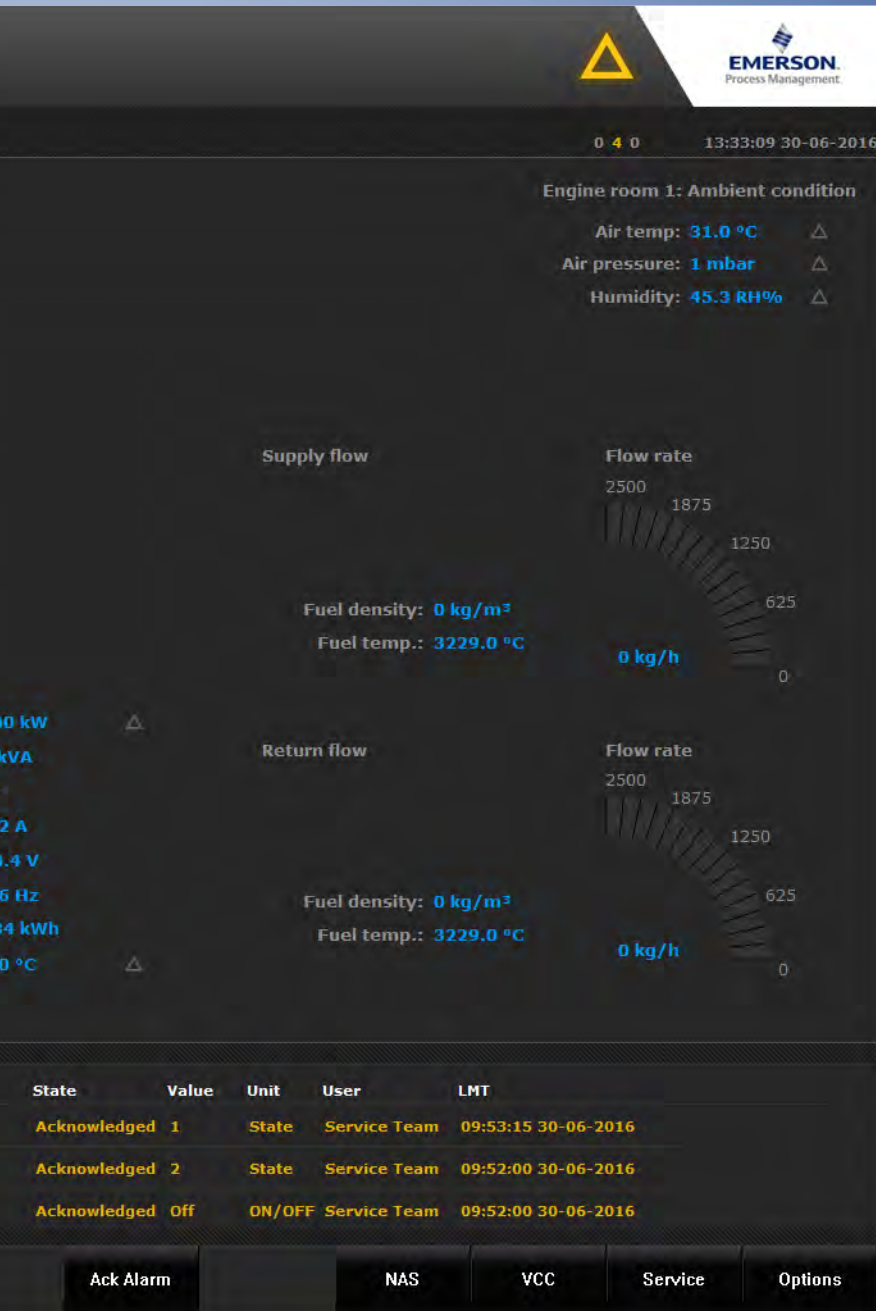 EMERSON.
Process Management
0 4 0 13:33:09 30-06-2016
Engine room 1: Ambient condition
Air temp: 31.0 °C
Air pressure: 1 mbar
Humidity: 45.3 RH%
Supply flow
Flow rate
2500
1875
1250
625
0
Fuel density: 0 kg/m³
Fuel temp.: 3229.0 °C
0 kg/h
kW
kVA
2 A
.4 V
6 Hz
34 kWh
0 °C
Return flow
Flow rate
2500
1875
1250
625
0
Fuel density: 0 kg/m³
Fuel temp.: 3229.0 °C
0 kg/h
State Value Unit User LMT
Acknowledged 1 State Service Team 09:53:15 30-06-2016
Acknowledged 2 State Service Team 09:52:00 30-06-2016
Acknowledged Off ON/OFF Service Team 09:52:00 30-06-2016
Ack Alarm NAS VCC Service Options